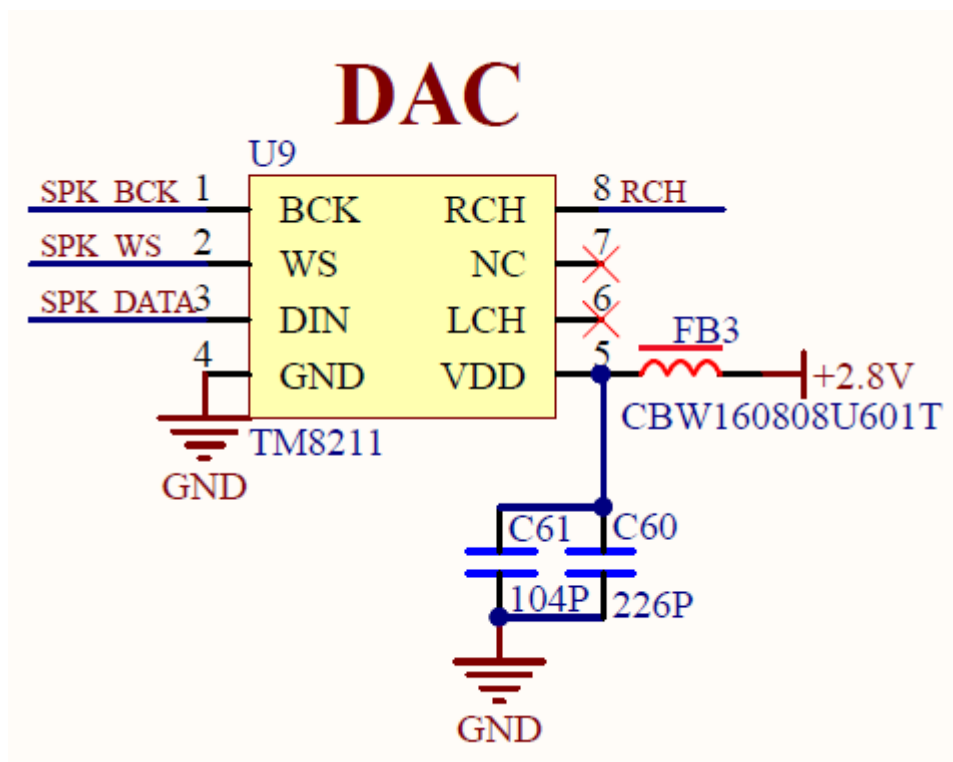 DAC
U9
SPK_BCK 1 BCK RCH 8 RCH
SPK_WS 2 WS NC 7
SPK_DATA 3 DIN LCH 6
4 GND VDD 5 FB3 +2.8V
GND TM8211 CBW160808U601T
C61 C60
104P 226P
GND